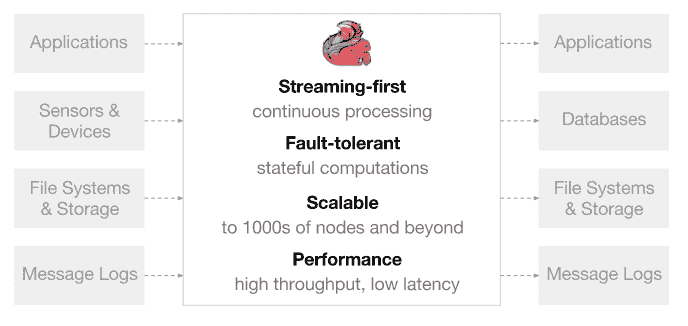 Applications
Sensors &
Devices
File Systems
& Storage
Message Logs
Streaming-first
continuous processing
Fault-tolerant
stateful computations
Scalable
to 1000s of nodes and beyond
Performance
high throughput, low latency
Applications
Databases
File Systems
& Storage
Message Logs